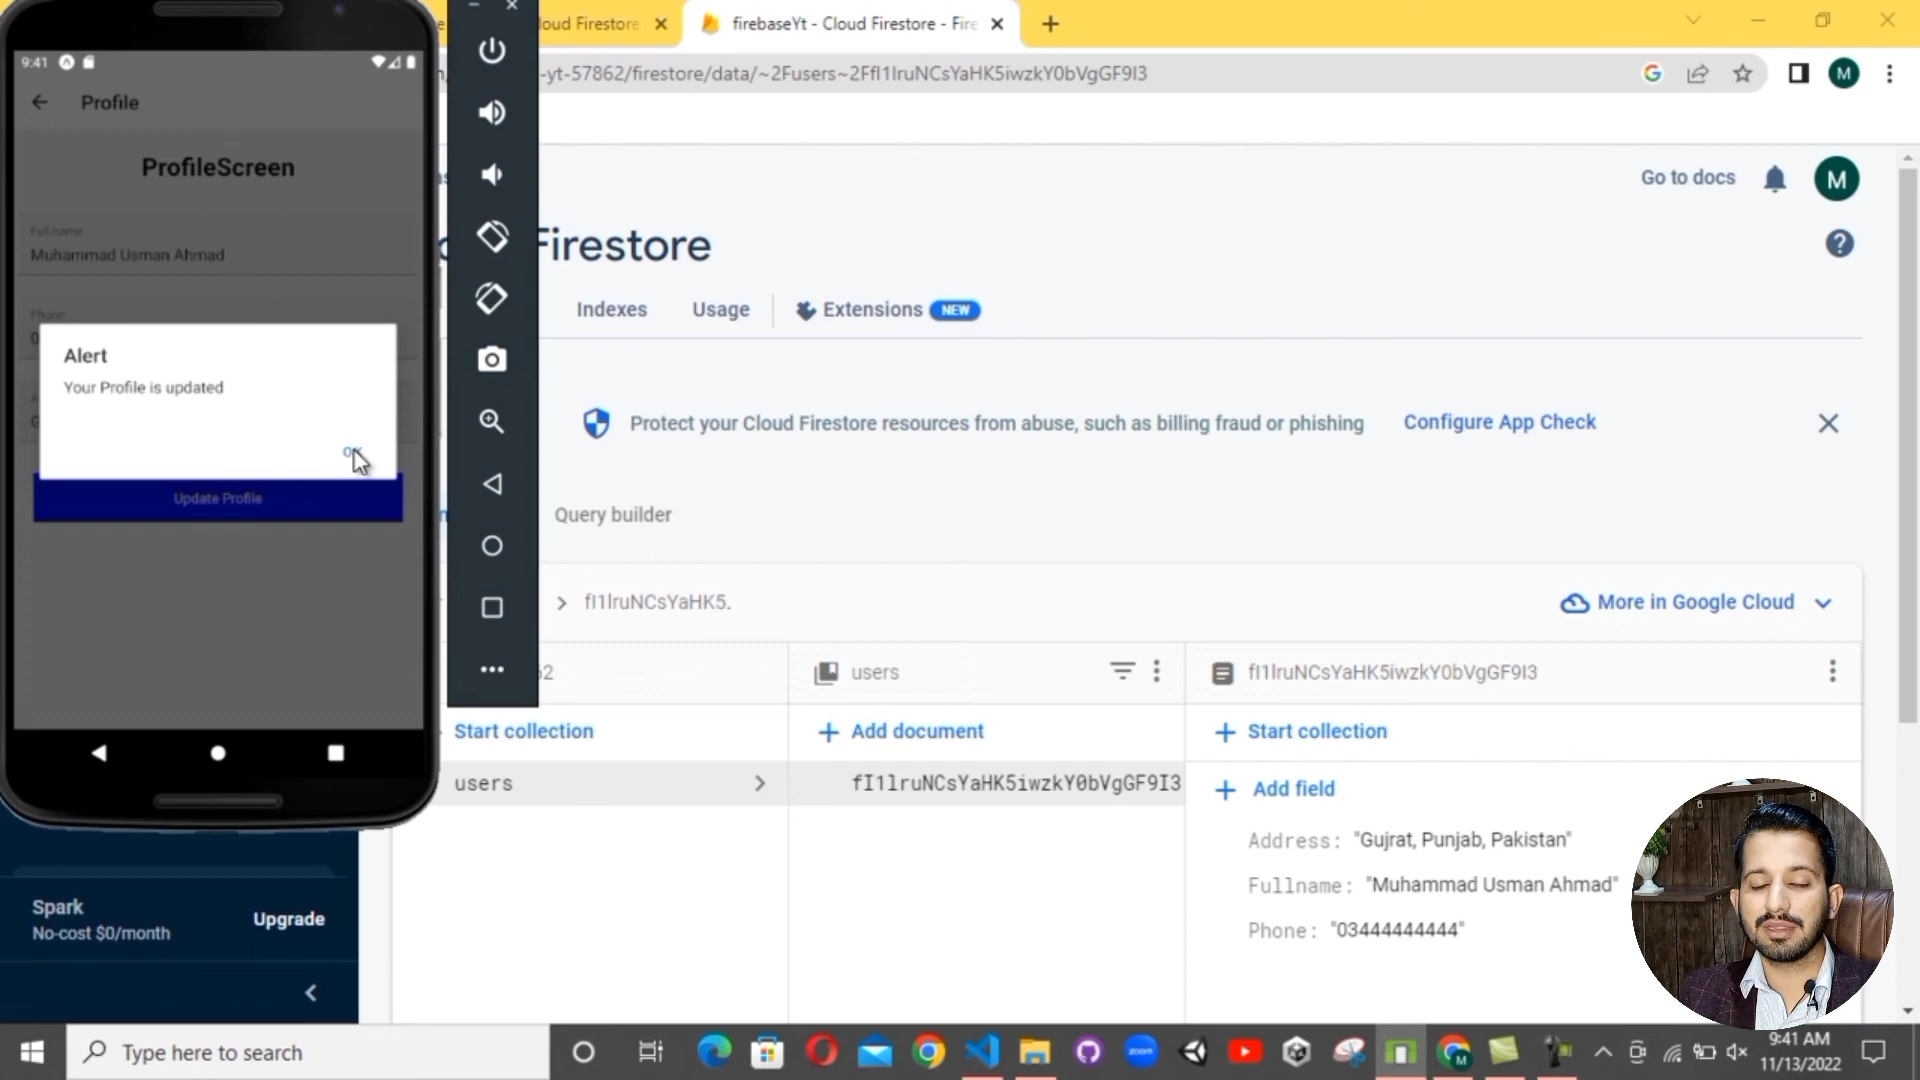 9:41
Profile
ProfileScreen
Full name
Muhammad Usman Ahmad
Phone
Alert
Your Profile is updated
Update Profile
loud Firestore
firebaseYt - Cloud Firestore - Fire
-yt-57862/firestore/data/~2Fusers~2FfI1lruNCsYaHK5iwzkY0bVgGF9I3
M
Go to docs
M
Firestore
Indexes
Usage
Extensions
NEW
Protect your Cloud Firestore resources from abuse, such as billing fraud or phishing
Configure App Check
Query builder
fI1lruNCsYaHK5.
More in Google Cloud
users
fI1lruNCsYaHK5iwzkY0bVgGF9I3
Start collection
Add document
Start collection
users
fI1lruNCsYaHK5iwzkY0bVgGF9I3
Add field
Address: "Gujrat, Punjab, Pakistan"
Fullname: "Muhammad Usman Ahmad"
Phone: "03444444444"
Spark
No-cost $0/month
Upgrade
Type here to search
zoom
M
9:41 AM
11/13/2022